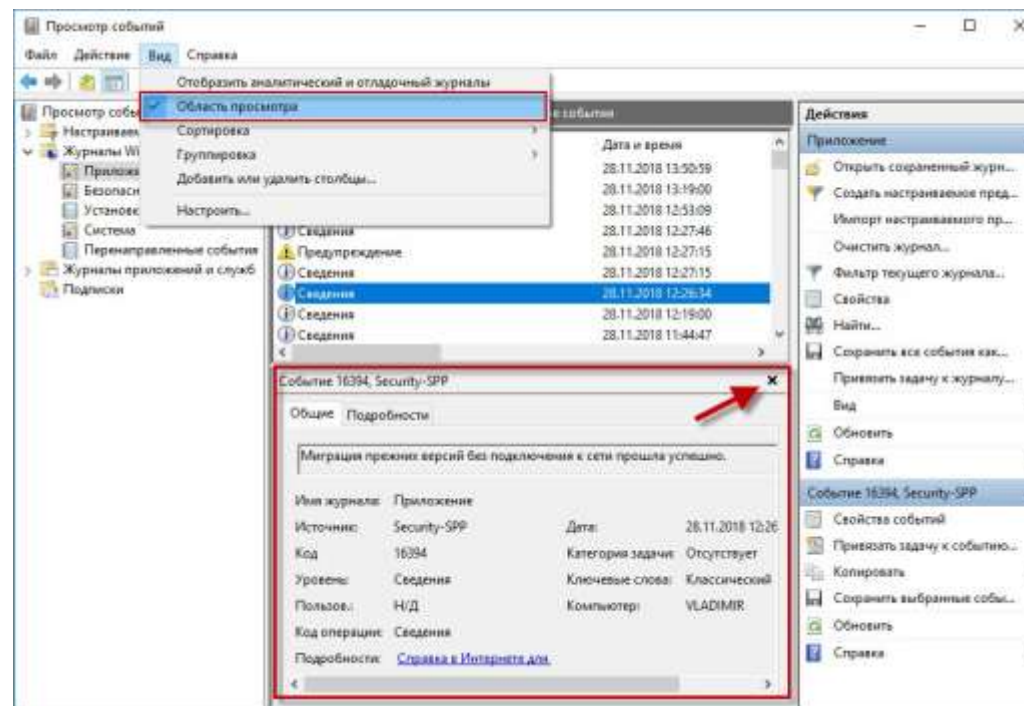 Просмотр событий
Файл Действие Вид Справка
Отобразить аналитический и отладочный журналы
Область просмотра
Сортировка
Группировка
Добавить или удалить столбцы...
Настроить...
Просмотр собы
Настраиваем
Журналы Wi
Приложе
Безопасн
Установк
Система
Перенаправленные события
Журналы приложений и служб
Подписки
е события
Дата и время
28.11.2018 13:50:59
28.11.2018 13:19:00
28.11.2018 12:53:09
Сведения 28.11.2018 12:27:46
Предупреждение 28.11.2018 12:27:15
Сведения 28.11.2018 12:27:15
Сведения 28.11.2018 12:26:34
Сведения 28.11.2018 12:19:00
Сведения 28.11.2018 11:44:47
Событие 16394, Security-SPP
Общие Подробности
Миграция прежних версий без подключения к сети прошла успешно.
Имя журнала: Приложение
Источник: Security-SPP Дата: 28.11.2018 12:26
Код 16394 Категория задачи: Отсутствует
Уровень: Сведения Ключевые слова: Классический
Пользов.: Н/Д Компьютер: VLADIMIR
Код операции: Сведения
Подробности: Справка в Интернете для
Действия
Приложение
Открыть сохраненный журн...
Создать настраиваемое пред...
Импорт настраиваемого пр...
Очистить журнал...
Фильтр текущего журнала...
Свойства
Найти...
Сохранить все события как...
Привязать задачу к журналу...
Вид
Обновить
Справка
Событие 16394, Security-SPP
Свойства событий
Привязать задачу к событию...
Копировать
Сохранить выбранные собы...
Обновить
Справка